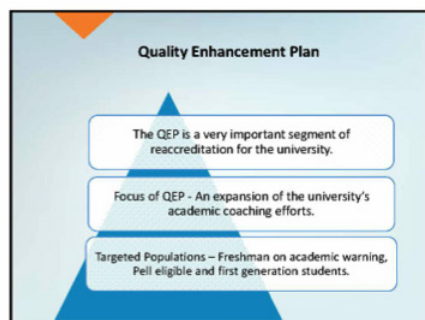 Quality Enhancement Plan
The QEP is a very important segment of
reaccreditation for the university.
Focus of QEP - An expansion of the university's
academic coaching efforts.
Targeted Populations – Freshman on academic warning,
Pell eligible and first generation students.